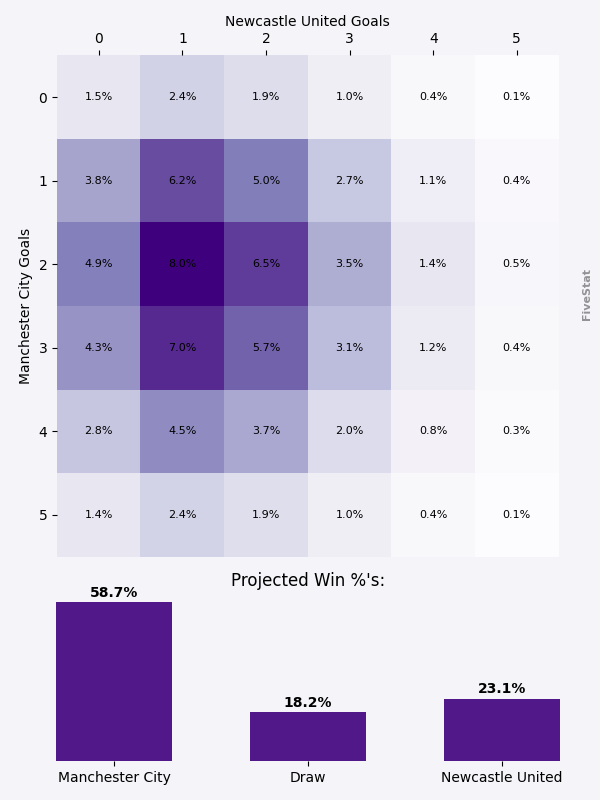 Newcastle United Goals
0 1 2 3 4 5
0 1.5% 2.4% 1.9% 1.0% 0.4% 0.1%
1 3.8% 6.2% 5.0% 2.7% 1.1% 0.4%
2 4.9% 8.0% 6.5% 3.5% 1.4% 0.5%
3 4.3% 7.0% 5.7% 3.1% 1.2% 0.4%
4 2.8% 4.5% 3.7% 2.0% 0.8% 0.3%
5 1.4% 2.4% 1.9% 1.0% 0.4% 0.1%
Manchester City Goals
FiveStat
Projected Win %'s:
58.7% 18.2% 23.1%
Manchester City Draw Newcastle United